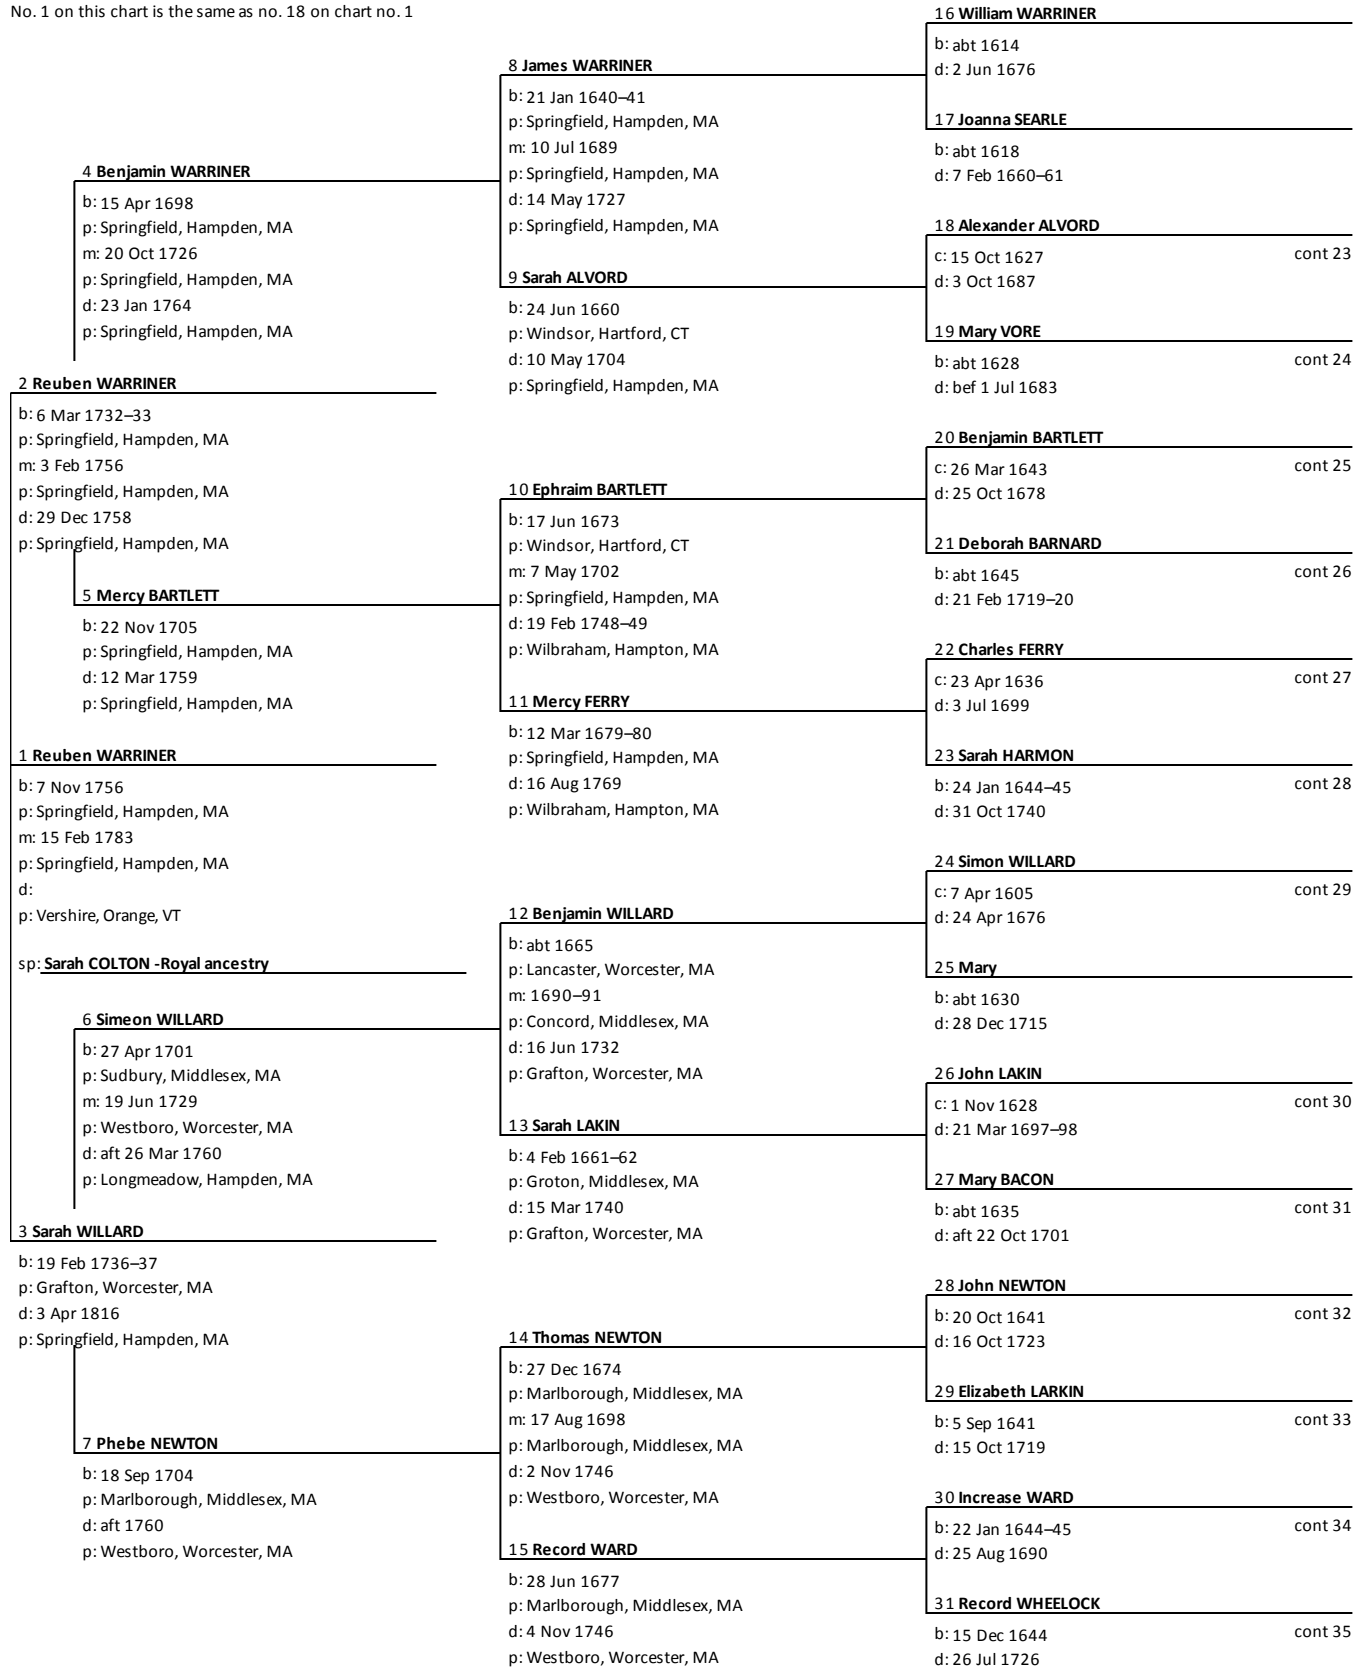 No. 1 on this chart is the same as no. 18 on chart no. 1
16 William WARRINER
b: abt 1614
d: 2 Jun 1676
8 James WARRINER
b: 21 Jan 1640–41
p: Springfield, Hampden, MA
m: 10 Jul 1689
p: Springfield, Hampden, MA
d: 14 May 1727
p: Springfield, Hampden, MA
17 Joanna SEARLE
b: abt 1618
d: 7 Feb 1660–61
4 Benjamin WARRINER
b: 15 Apr 1698
p: Springfield, Hampden, MA
m: 20 Oct 1726
p: Springfield, Hampden, MA
d: 23 Jan 1764
p: Springfield, Hampden, MA
18 Alexander ALVORD
c: 15 Oct 1627 cont 23
d: 3 Oct 1687
9 Sarah ALVORD
b: 24 Jun 1660
p: Windsor, Hartford, CT
d: 10 May 1704
p: Springfield, Hampden, MA
19 Mary VORE
b: abt 1628 cont 24
d: bef 1 Jul 1683
2 Reuben WARRINER
b: 6 Mar 1732–33
p: Springfield, Hampden, MA
m: 3 Feb 1756
p: Springfield, Hampden, MA
d: 29 Dec 1758
p: Springfield, Hampden, MA
20 Benjamin BARTLETT
c: 26 Mar 1643 cont 25
d: 25 Oct 1678
10 Ephraim BARTLETT
b: 17 Jun 1673
p: Windsor, Hartford, CT
m: 7 May 1702
p: Springfield, Hampden, MA
d: 19 Feb 1748–49
p: Wilbraham, Hampton, MA
21 Deborah BARNARD
b: abt 1645 cont 26
d: 21 Feb 1719–20
5 Mercy BARTLETT
b: 22 Nov 1705
p: Springfield, Hampden, MA
d: 12 Mar 1759
p: Springfield, Hampden, MA
22 Charles FERRY
c: 23 Apr 1636 cont 27
d: 3 Jul 1699
11 Mercy FERRY
b: 12 Mar 1679–80
p: Springfield, Hampden, MA
d: 16 Aug 1769
p: Wilbraham, Hampton, MA
23 Sarah HARMON
b: 24 Jan 1644–45 cont 28
d: 31 Oct 1740
1 Reuben WARRINER
b: 7 Nov 1756
p: Springfield, Hampden, MA
m: 15 Feb 1783
p: Springfield, Hampden, MA
d:
p: Vershire, Orange, VT
sp: Sarah COLTON -Royal ancestry
24 Simon WILLARD
c: 7 Apr 1605 cont 29
d: 24 Apr 1676
12 Benjamin WILLARD
b: abt 1665
p: Lancaster, Worcester, MA
m: 1690–91
p: Concord, Middlesex, MA
d: 16 Jun 1732
p: Grafton, Worcester, MA
25 Mary
b: abt 1630
d: 28 Dec 1715
6 Simeon WILLARD
b: 27 Apr 1701
p: Sudbury, Middlesex, MA
m: 19 Jun 1729
p: Westboro, Worcester, MA
d: aft 26 Mar 1760
p: Longmeadow, Hampden, MA
26 John LAKIN
c: 1 Nov 1628 cont 30
d: 21 Mar 1697–98
13 Sarah LAKIN
b: 4 Feb 1661–62
p: Groton, Middlesex, MA
d: 15 Mar 1740
p: Grafton, Worcester, MA
27 Mary BACON
b: abt 1635 cont 31
d: aft 22 Oct 1701
3 Sarah WILLARD
b: 19 Feb 1736–37
p: Grafton, Worcester, MA
d: 3 Apr 1816
p: Springfield, Hampden, MA
28 John NEWTON
b: 20 Oct 1641 cont 32
d: 16 Oct 1723
14 Thomas NEWTON
b: 27 Dec 1674
p: Marlborough, Middlesex, MA
m: 17 Aug 1698
p: Marlborough, Middlesex, MA
d: 2 Nov 1746
p: Westboro, Worcester, MA
29 Elizabeth LARKIN
b: 5 Sep 1641 cont 33
d: 15 Oct 1719
7 Phebe NEWTON
b: 18 Sep 1704
p: Marlborough, Middlesex, MA
d: aft 1760
p: Westboro, Worcester, MA
30 Increase WARD
b: 22 Jan 1644–45 cont 34
d: 25 Aug 1690
15 Record WARD
b: 28 Jun 1677
p: Marlborough, Middlesex, MA
d: 4 Nov 1746
p: Westboro, Worcester, MA
31 Record WHEELOCK
b: 15 Dec 1644 cont 35
d: 26 Jul 1726